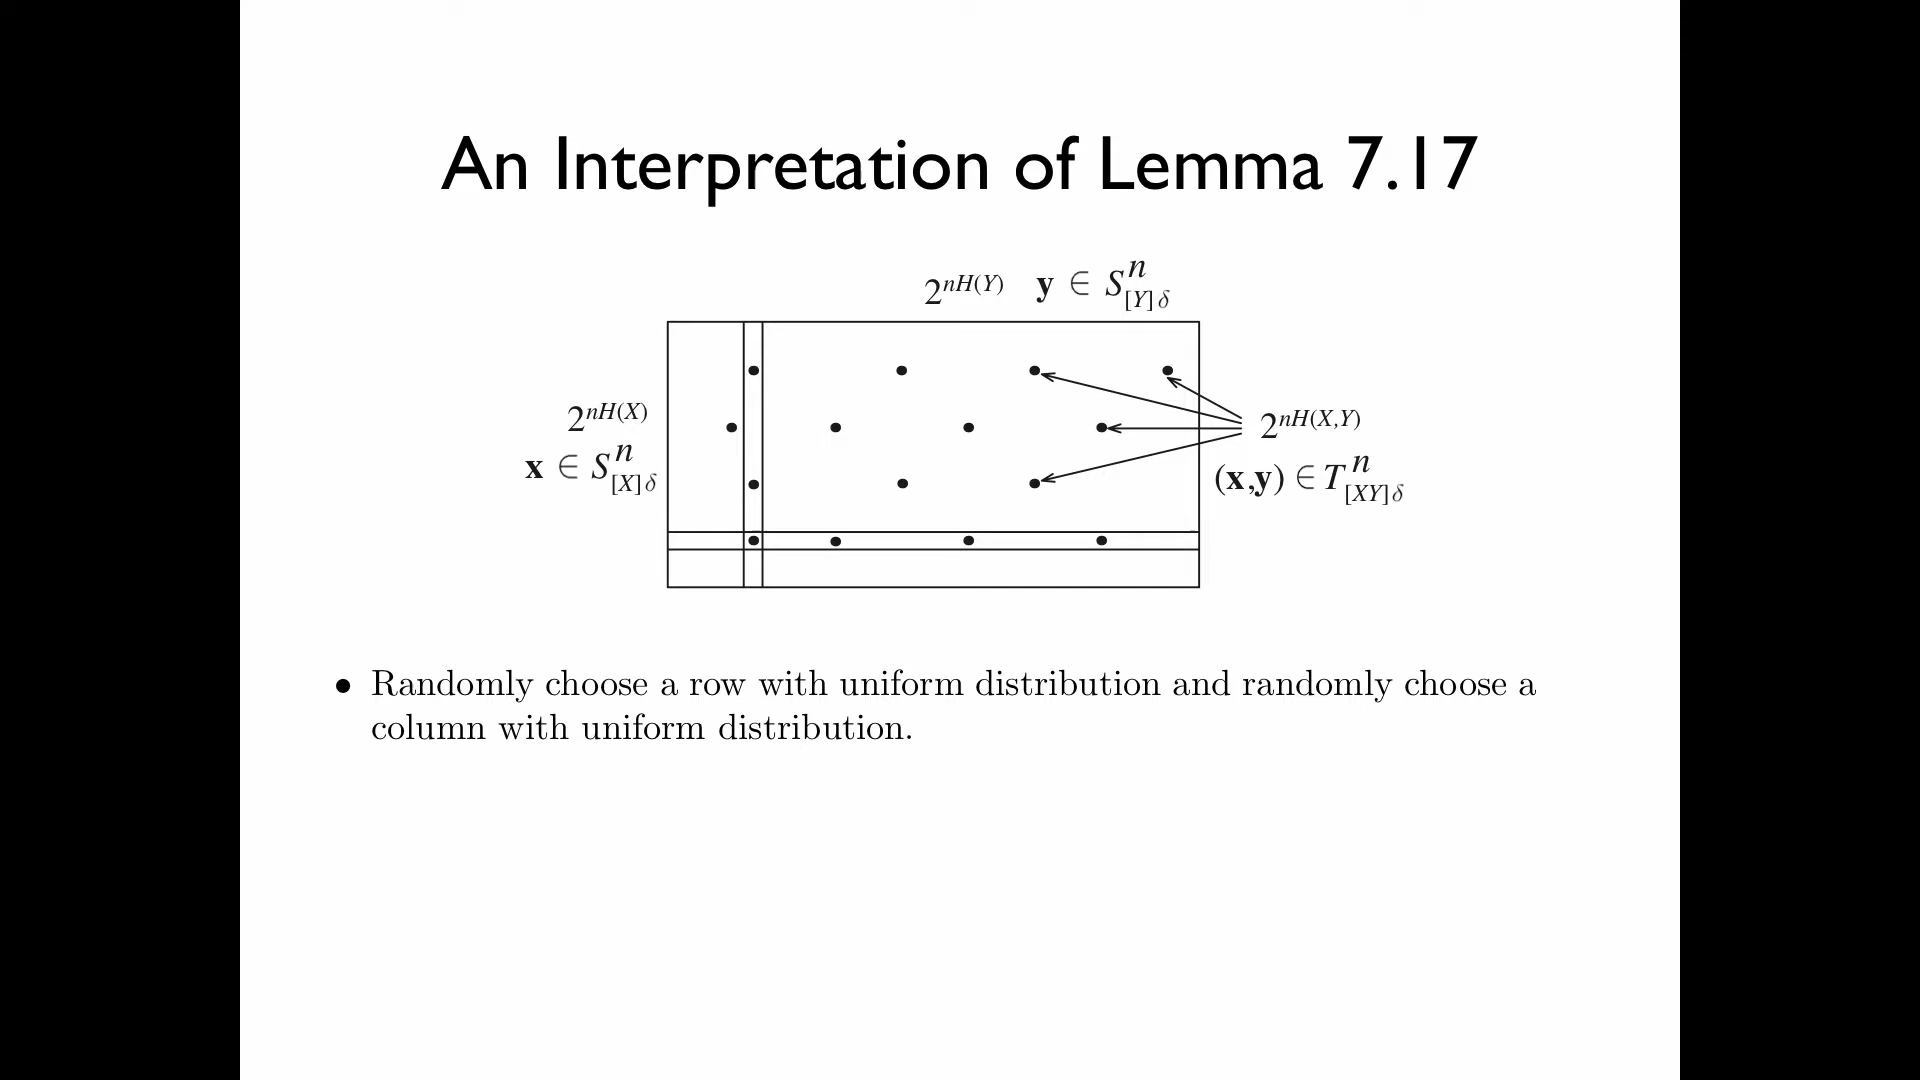 An Interpretation of Lemma 7.17
2^{nH(Y)} 𝐲 ∈ S^n_{[Y]δ}
2^{nH(X)}
𝐱 ∈ S^n_{[X]δ}
2^{nH(X,Y)}
(𝐱,𝐲) ∈ T^n_{[XY]δ}
• Randomly choose a row with uniform distribution and randomly choose a
column with uniform distribution.